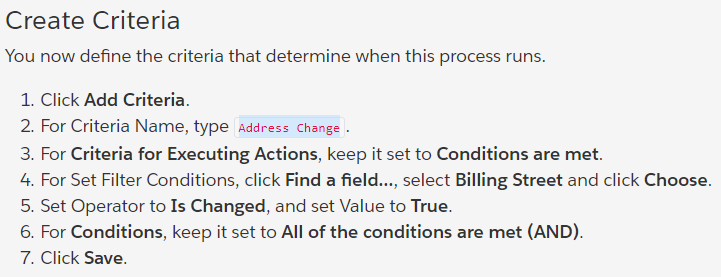 Create Criteria
You now define the criteria that determine when this process runs.
1. Click Add Criteria.
2. For Criteria Name, type Address Change.
3. For Criteria for Executing Actions, keep it set to Conditions are met.
4. For Set Filter Conditions, click Find a field..., select Billing Street and click Choose.
5. Set Operator to Is Changed, and set Value to True.
6. For Conditions, keep it set to All of the conditions are met (AND).
7. Click Save.